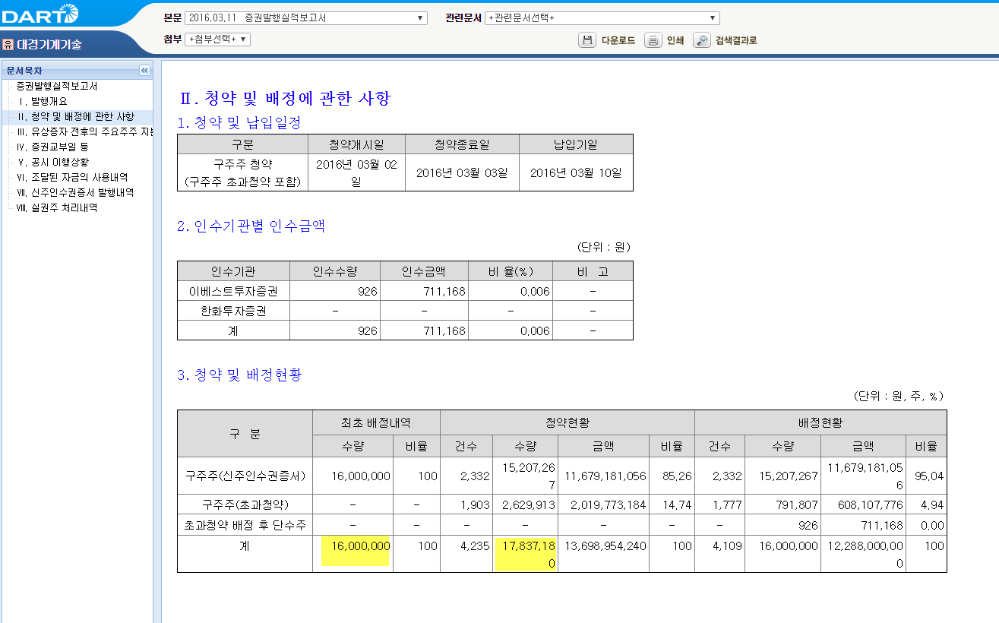 DART
본문 2016.03.11 증권발행실적보고서 관련문서 +관련문서선택+
첨부 +첨부선택+ 다운로드 인쇄 검색결과로
유 대경기계기술
문서목차
증권발행실적보고서
Ⅰ. 발행개요
Ⅱ. 청약 및 배정에 관한 사항
Ⅲ. 유상증자 전후의 주요주주 지분
Ⅳ. 증권교부일 등
Ⅴ. 공시 이행상황
Ⅵ. 조달된 자금의 사용내역
Ⅶ. 신주인수권증서 발행내역
Ⅷ. 실권주 처리내역
Ⅱ. 청약 및 배정에 관한 사항
1. 청약 및 납입일정
구분 청약개시일 청약종료일 납입기일
구주주 청약
(구주주 초과청약 포함) 2016년 03월 02
일 2016년 03월 03일 2016년 03월 10일
2. 인수기관별 인수금액
(단위 : 원)
인수기관 인수수량 인수금액 비 율(%) 비 고
이베스트투자증권 926 711,168 0.006 -
한화투자증권 - - - -
계 926 711,168 0.006 -
3. 청약 및 배정현황
(단위 : 원, 주, %)
구 분 최초 배정내역 청약현황 배정현황
수량 비율 건수 수량 금액 비율 건수 수량 금액 비율
구주주(신주인수권증서) 16,000,000 100 2,332 15,207,26
7 11,679,181,056 85.26 2,332 15,207,267 11,679,181,05
6 95.04
구주주(초과청약) - - 1,903 2,629,913 2,019,773,184 14.74 1,777 791,807 608,107,776 4.94
초과청약 배정 후 단수주 - - - - - - - 926 711,168 0.00
계 16,000,000 100 4,235 17,837,18
0 13,698,954,240 100 4,109 16,000,000 12,288,000,00
0 100